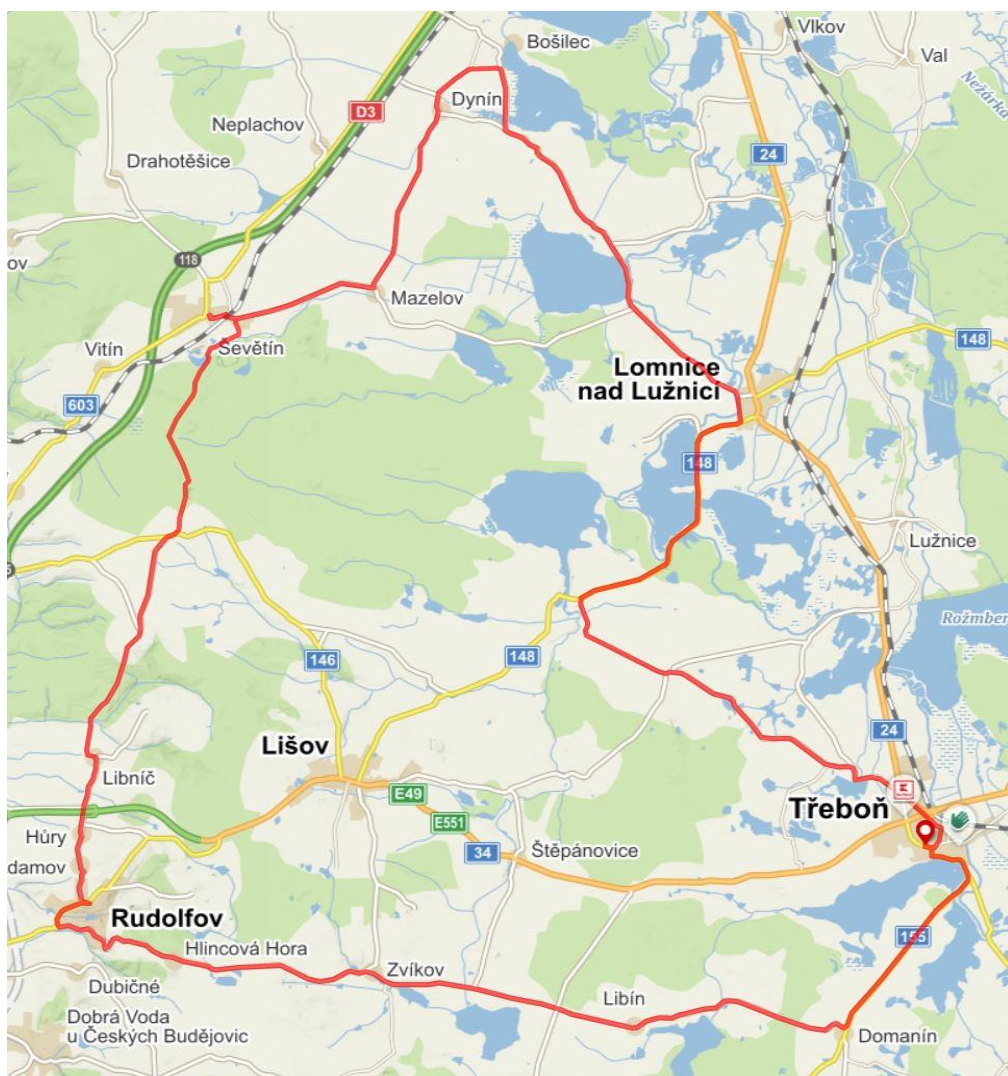 Bošilec
Vlkov
Val
Nežárka
Dynín
D3
Neplachov
24
Drahotěšice
118
ov
Mazelov
Vitín
Ševětín
148
Lomnice
nad Lužnicí
603
148
Lužnice
Rožmber
146
148
Lišov
24
Libníč
E49
Třeboň
E551
Hůry
34
Štěpánovice
damov
Rudolfov
155
Hlincová Hora
Zvíkov
Dubičné
Libín
Dobrá Voda
u Českých Budějovic
Domanín